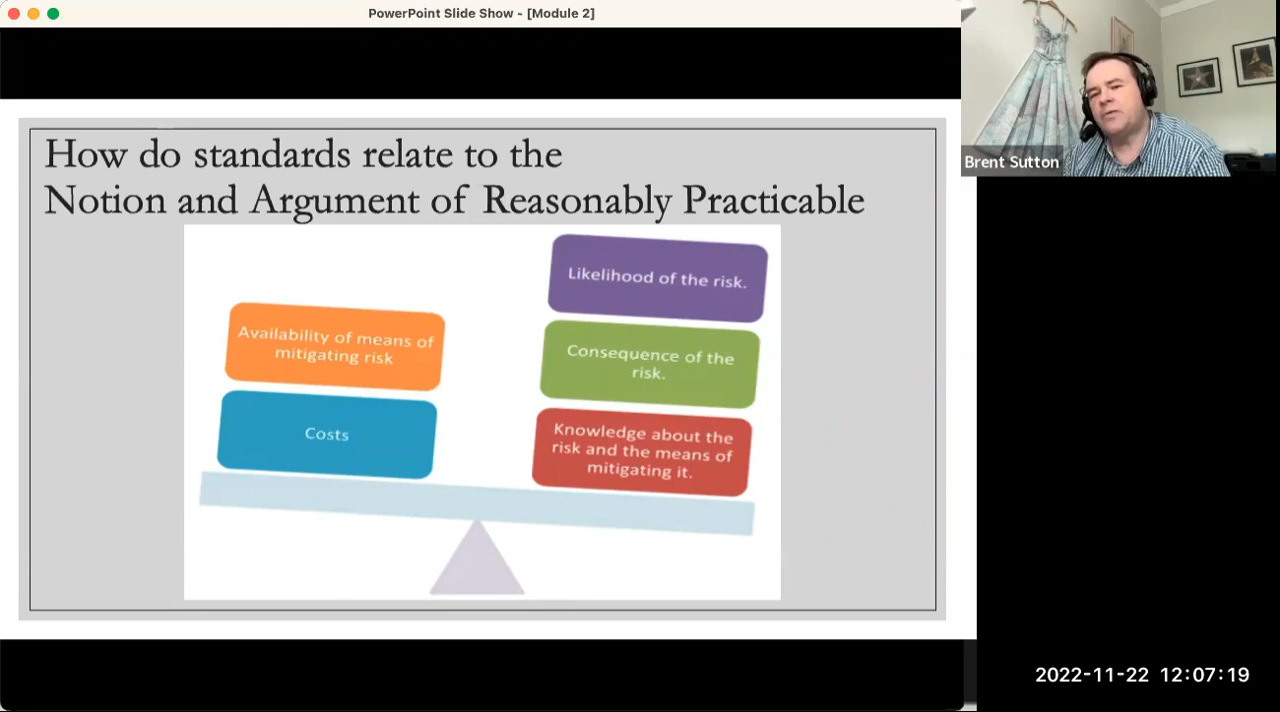 PowerPoint Slide Show - [Module 2]
How do standards relate to the
Notion and Argument of Reasonably Practicable
Availability of means of
mitigating risk
Costs
Likelihood of the risk.
Consequence of the
risk.
Knowledge about the
risk and the means of
mitigating it.
Brent Sutton
2022-11-22 12:07:19